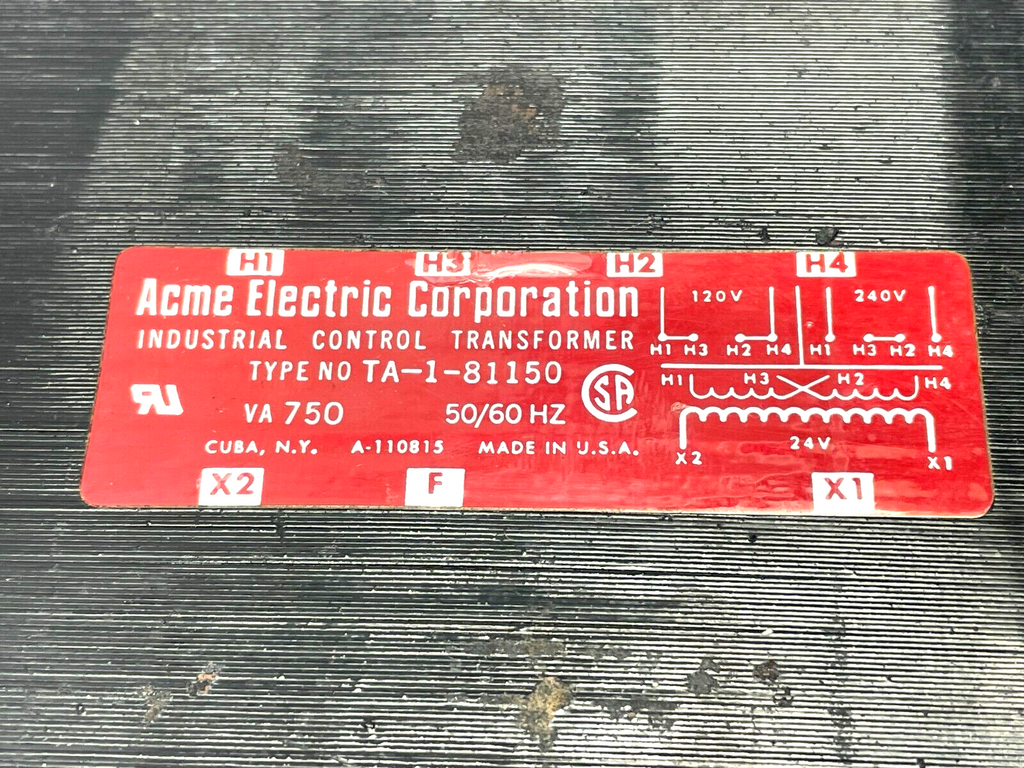 H1 H3 H2 H4
Acme Electric Corporation
INDUSTRIAL CONTROL TRANSFORMER
TYPE NO TA-1-81150
VA 750 50/60 HZ
CUBA, N.Y. A-110815 MADE IN U.S.A.
X2 F X1
120V 240V
H1 H3 H2 H4 H1 H3 H2 H4
H1 H3 H2 H4
24V
X2 X1
RU
SA